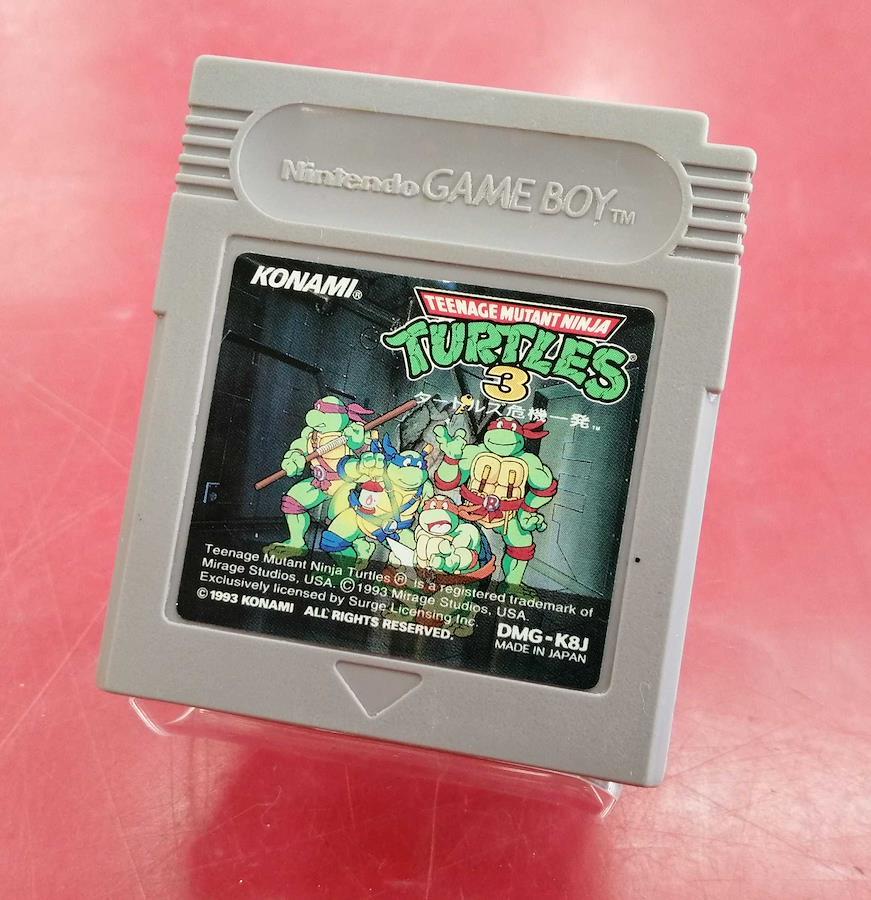 Nintendo GAME BOY™
KONAMI®
TEENAGE MUTANT NINJA
TURTLES®
3
タートルズ危機一発™
Teenage Mutant Ninja Turtles® is a registered trademark of
Mirage Studios, USA. ©1993 Mirage Studios, USA.
Exclusively licensed by Surge Licensing Inc.
©1993 KONAMI ALL RIGHTS RESERVED.
DMG-K8J
MADE IN JAPAN